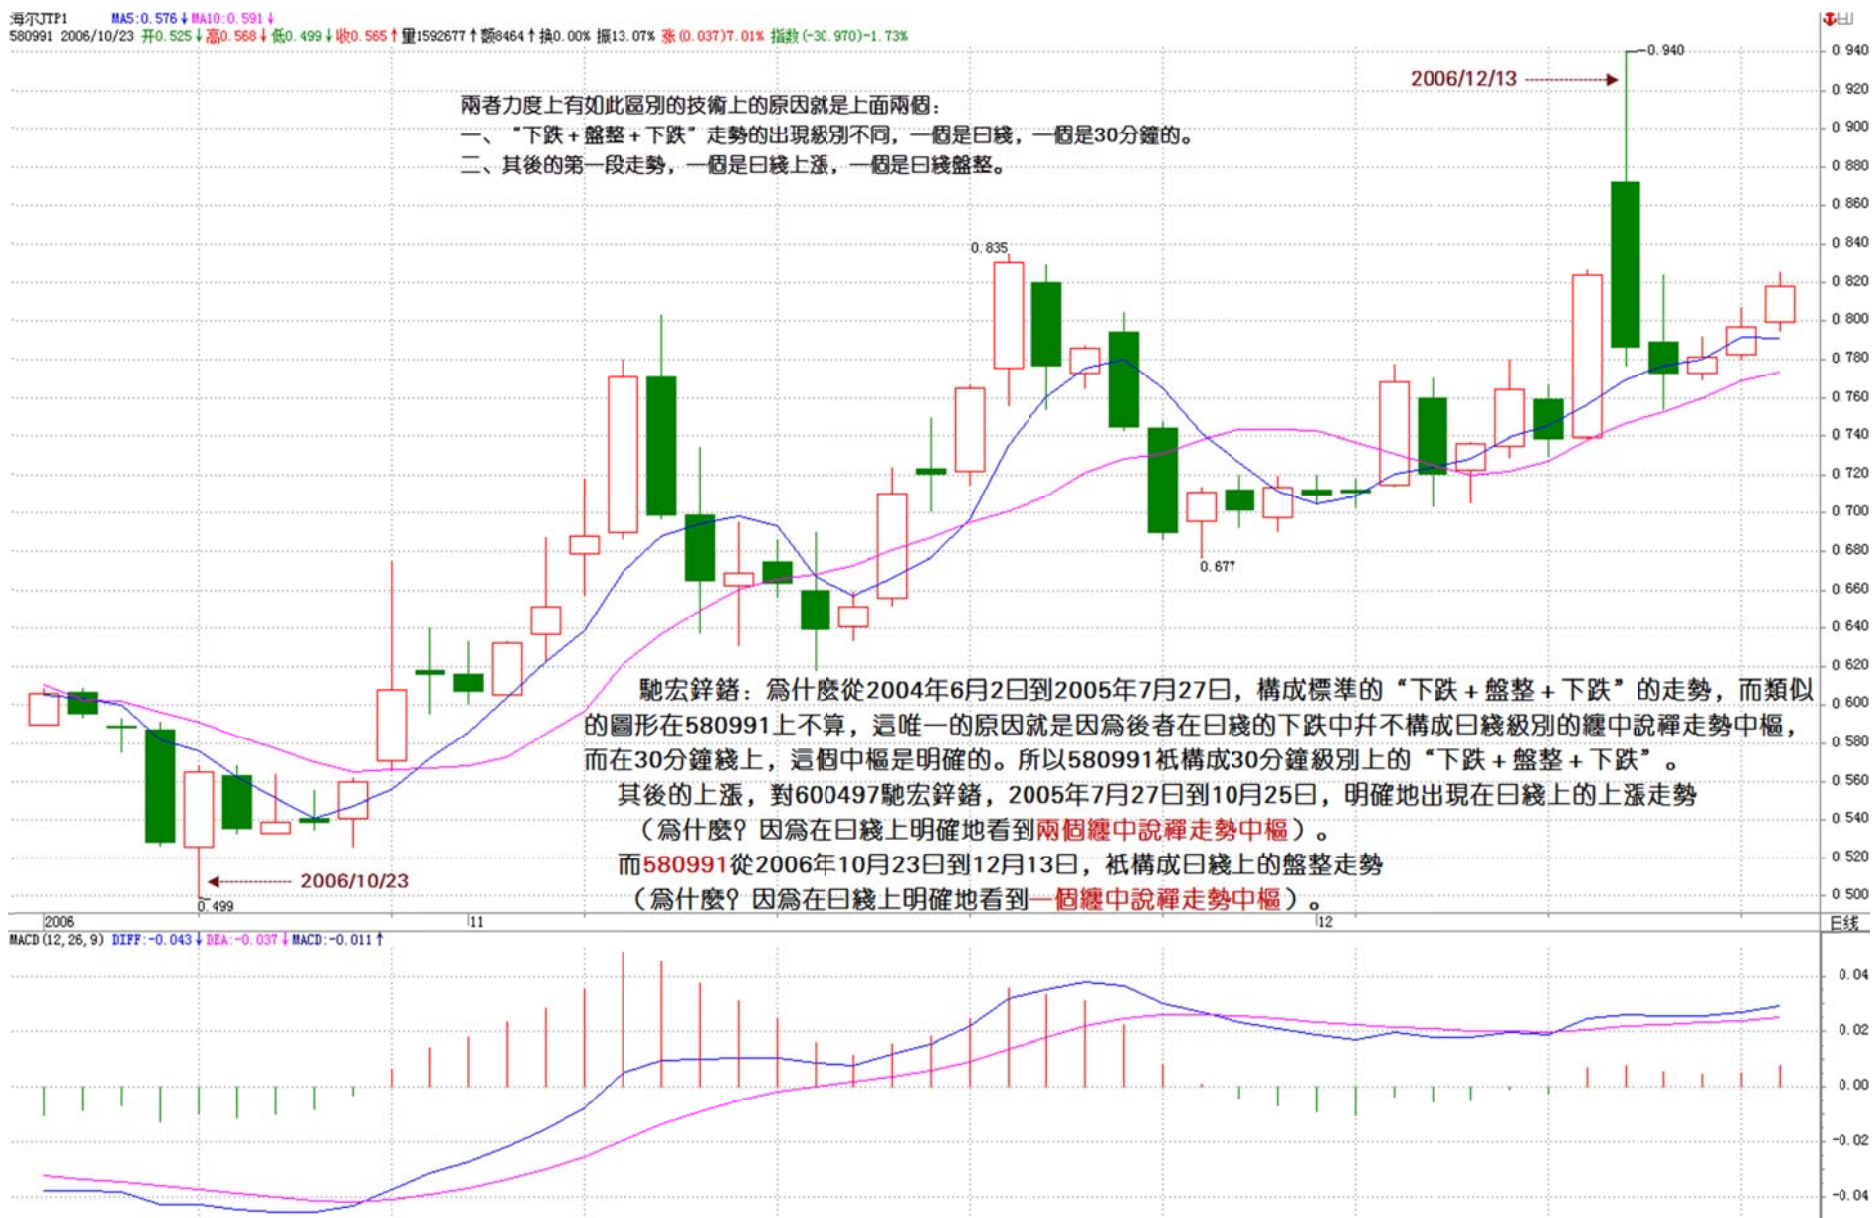 海尔JTP1 MA5:0.576↓MA10:0.591↓
580991 2006/10/23 开0.525↓高0.568↓低0.499↓收0.565↑量1592677↑额8464↑换0.00% 振13.07% 涨(0.037)7.01% 指数(-30.970)-1.73%
0.940
0.940
2006/12/13
0.920
兩者力度上有如此區別的技術上的原因就是上面兩個：
一、“下跌＋盤整＋下跌”走勢的出現級別不同，一個是日綫，一個是30分鐘的。
0.900
二、其後的第一段走勢，一個是日綫上漲，一個是日綫盤整。
0.880
0.860
0.840
0.835
0.820
0.800
0.780
0.760
0.740
0.720
0.700
0.680
0.677
0.660
0.640
0.620
馳宏鋅鍺：爲什麼從2004年6月2日到2005年7月27日，構成標準的“下跌＋盤整＋下跌”的走勢，而類似
0.600
的圖形在580991上不算，這唯一的原因就是因爲後者在日綫的下跌中幷不構成日綫級別的纏中說禪走勢中樞，
0.580
而在30分鐘綫上，這個中樞是明確的。所以580991衹構成30分鐘級別上的“下跌＋盤整＋下跌”。
0.560
其後的上漲，對600497馳宏鋅鍺，2005年7月27日到10月25日，明確地出現在日綫上的上漲走勢
0.540
（爲什麼？因爲在日綫上明確地看到兩個纏中說禪走勢中樞）。
0.520
而580991從2006年10月23日到12月13日，衹構成日綫上的盤整走勢
2006/10/23
（爲什麼？因爲在日綫上明確地看到一個纏中說禪走勢中樞）。
0.500
0.499
2006 11 12 日线
MACD(12,26,9) DIFF:-0.043↓DEA:-0.037↓MACD:-0.011↑
0.04
0.02
0.00
-0.02
-0.04